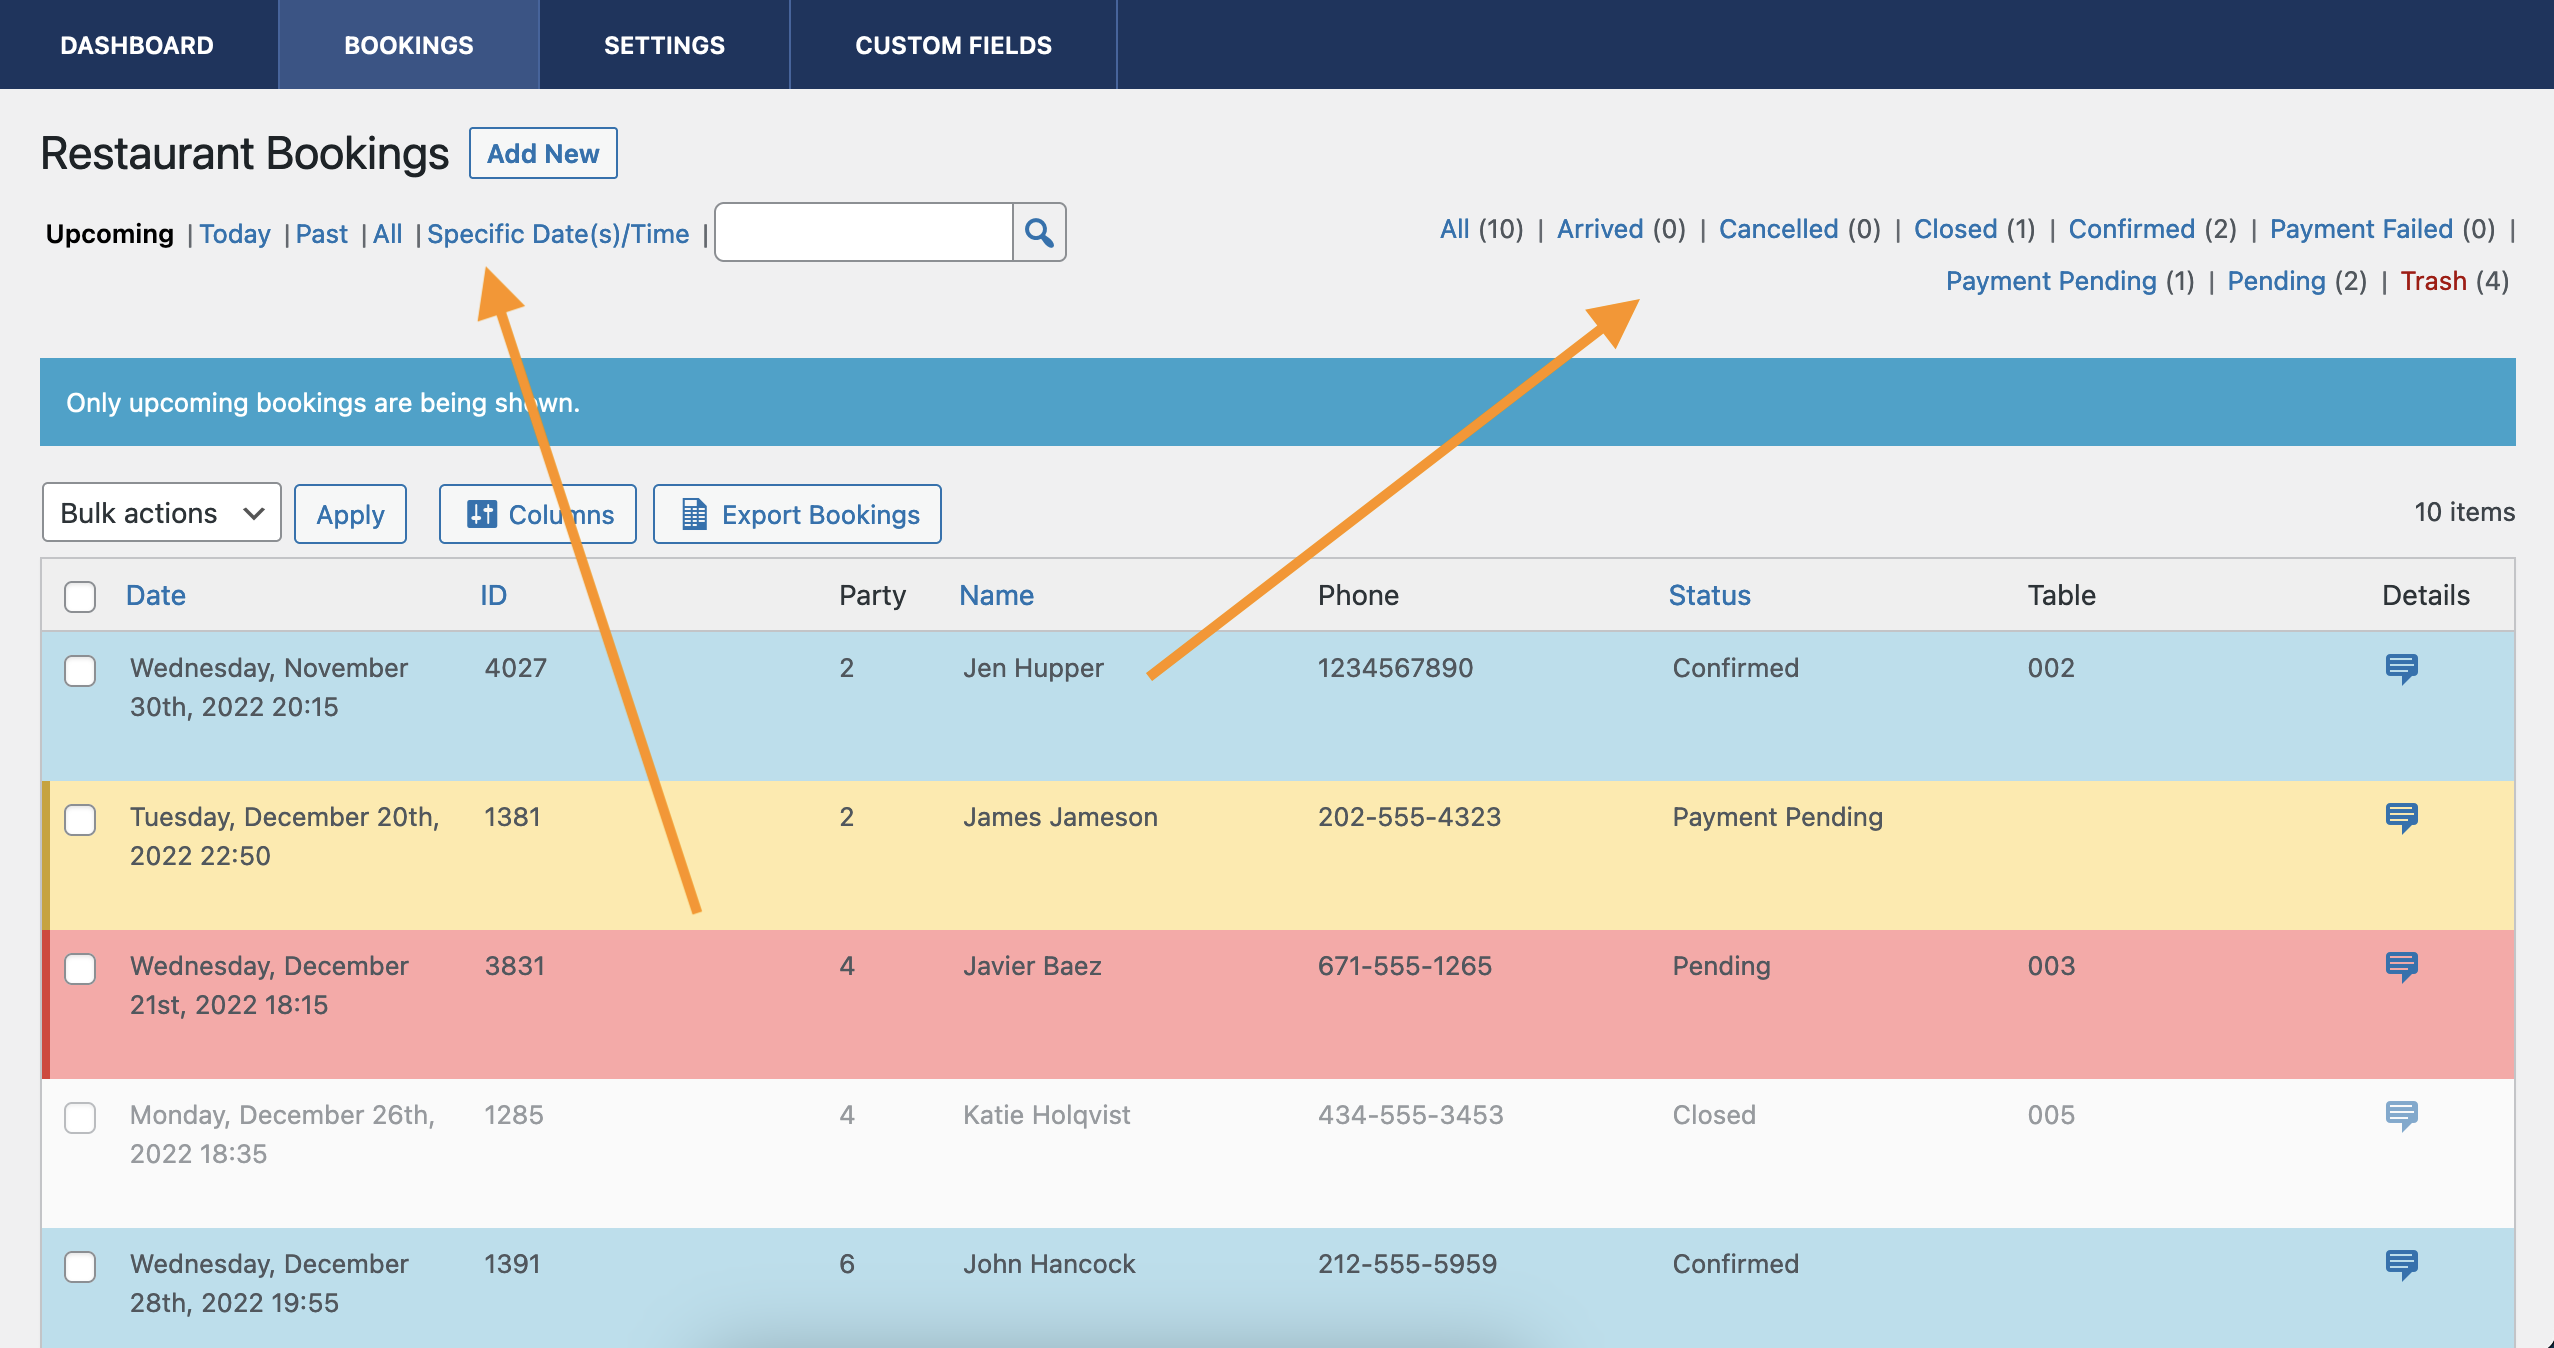 DASHBOARD BOOKINGS SETTINGS CUSTOM FIELDS
Restaurant Bookings Add New
Upcoming | Today | Past | All | Specific Date(s)/Time |
All (10) | Arrived (0) | Cancelled (0) | Closed (1) | Confirmed (2) | Payment Failed (0) |
Payment Pending (1) | Pending (2) | Trash (4)
Only upcoming bookings are being shown.
Bulk actions Apply Columns Export Bookings 10 items
Date ID Party Name Phone Status Table Details
Wednesday, November 4027 2 Jen Hupper 1234567890 Confirmed 002
30th, 2022 20:15
Tuesday, December 20th, 1381 2 James Jameson 202-555-4323 Payment Pending
2022 22:50
Wednesday, December 3831 4 Javier Baez 671-555-1265 Pending 003
21st, 2022 18:15
Monday, December 26th, 1285 4 Katie Holqvist 434-555-3453 Closed 005
2022 18:35
Wednesday, December 1391 6 John Hancock 212-555-5959 Confirmed
28th, 2022 19:55